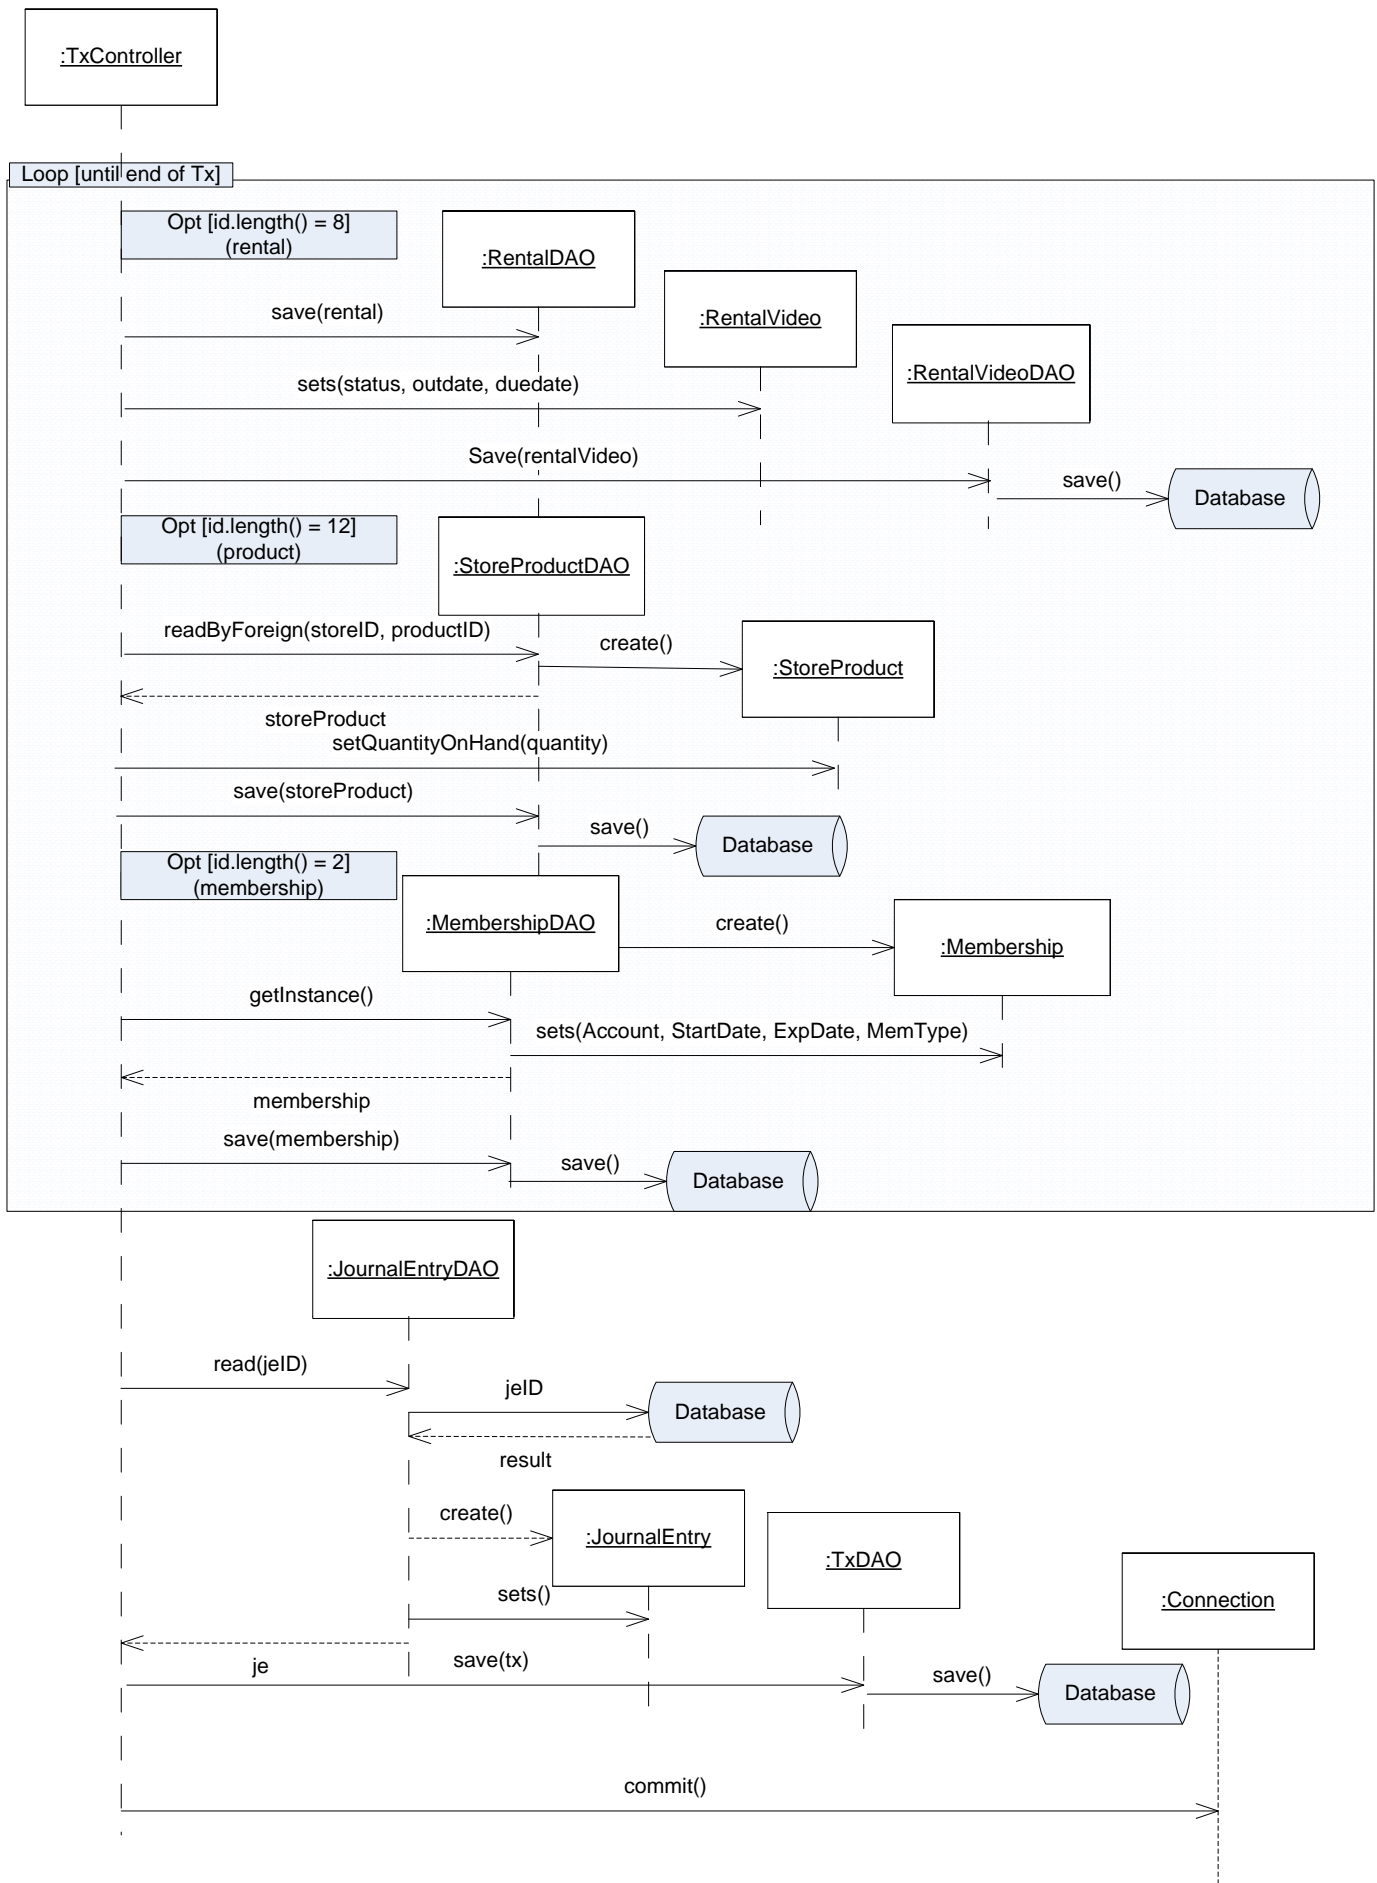 :TxController
Loop [until end of Tx]
Opt [id.length() = 8]
(rental)
:RentalDAO
save(rental)
:RentalVideo
:RentalVideoDAO
sets(status, outdate, duedate)
Save(rentalVideo)
save()
Database
Opt [id.length() = 12]
(product)
:StoreProductDAO
readByForeign(storeID, productID)
create()
:StoreProduct
storeProduct
setQuantityOnHand(quantity)
save(storeProduct)
save()
Database
Opt [id.length() = 2]
(membership)
:MembershipDAO
create()
:Membership
getInstance()
sets(Account, StartDate, ExpDate, MemType)
membership
save(membership)
save()
Database
:JournalEntryDAO
read(jeID)
jeID
Database
result
create()
:JournalEntry
:TxDAO
:Connection
sets()
je
save(tx)
save()
Database
commit()